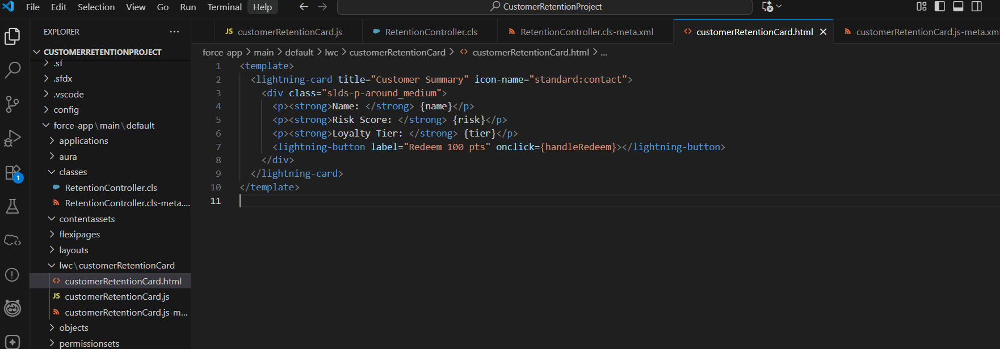 File Edit Selection View Go Run Terminal Help CustomerRetentionProject
EXPLORER
CUSTOMERRETENTIONPROJECT
.sf
.sfdx
.vscode
config
force-app\main\default
applications
aura
classes
RetentionController.cls
RetentionController.cls-meta....
contentassets
flexipages
layouts
lwc\customerRetentionCard
customerRetentionCard.html
JS customerRetentionCard.js
customerRetentionCard.js-m...
objects
permissionsets
1
JS customerRetentionCard.js RetentionController.cls RetentionController.cls-meta.xml customerRetentionCard.html customerRetentionCard.js-meta.xm
force-app > main > default > lwc > customerRetentionCard > customerRetentionCard.html > ...
1 <template>
2 <lightning-card title="Customer Summary" icon-name="standard:contact">
3 <div class="slds-p-around_medium">
4 <p><strong>Name: </strong> {name}</p>
5 <p><strong>Risk Score: </strong> {risk}</p>
6 <p><strong>Loyalty Tier: </strong> {tier}</p>
7 <lightning-button label="Redeem 100 pts" onclick={handleRedeem}></lightning-button>
8 </div>
9 </lightning-card>
10 </template>
11